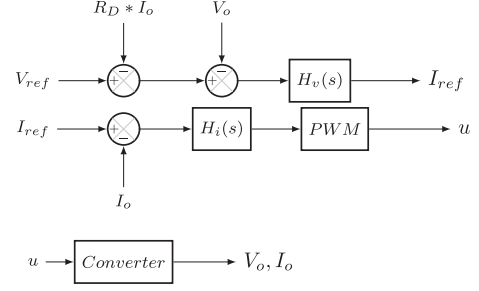 R_D * I_o V_o
V_ref + − + − H_v(s) I_ref
I_ref + − H_i(s) PWM u
I_o
u Converter V_o, I_o